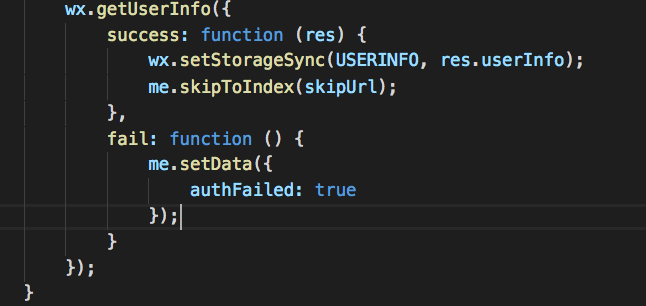 wx.getUserInfo({
success: function (res) {
wx.setStorageSync(USERINFO, res.userInfo);
me.skipToIndex(skipUrl);
},
fail: function () {
me.setData({
authFailed: true
});
}
});
}